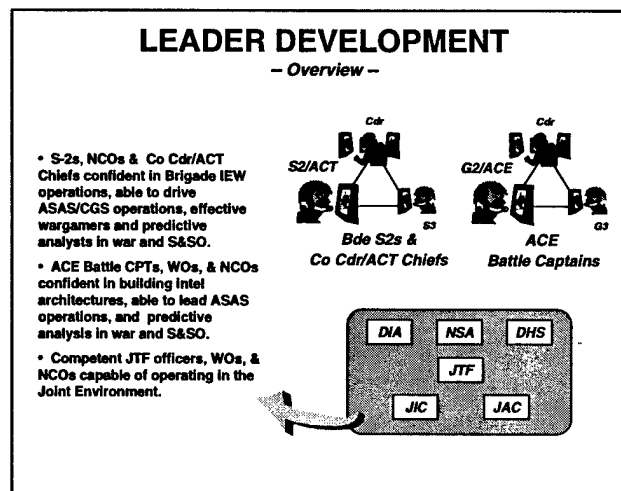 LEADER DEVELOPMENT
– Overview –
• S-2s, NCOs & Co Cdr/ACT
Chiefs confident in Brigade IEW
operations, able to drive
ASAS/CGS operations, effective
wargamers and predictive
analysts in war and S&SO.
• ACE Battle CPTs, WOs, & NCOs
confident in building intel
architectures, able to lead ASAS
operations, and predictive
analysis in war and S&SO.
• Competent JTF officers, WOs, &
NCOs capable of operating in the
Joint Environment.
Cdr
S2/ACT
S3
Bde S2s &
Co Cdr/ACT Chiefs
Cdr
G2/ACE
G3
ACE
Battle Captains
DIA NSA DHS
JTF
JIC JAC